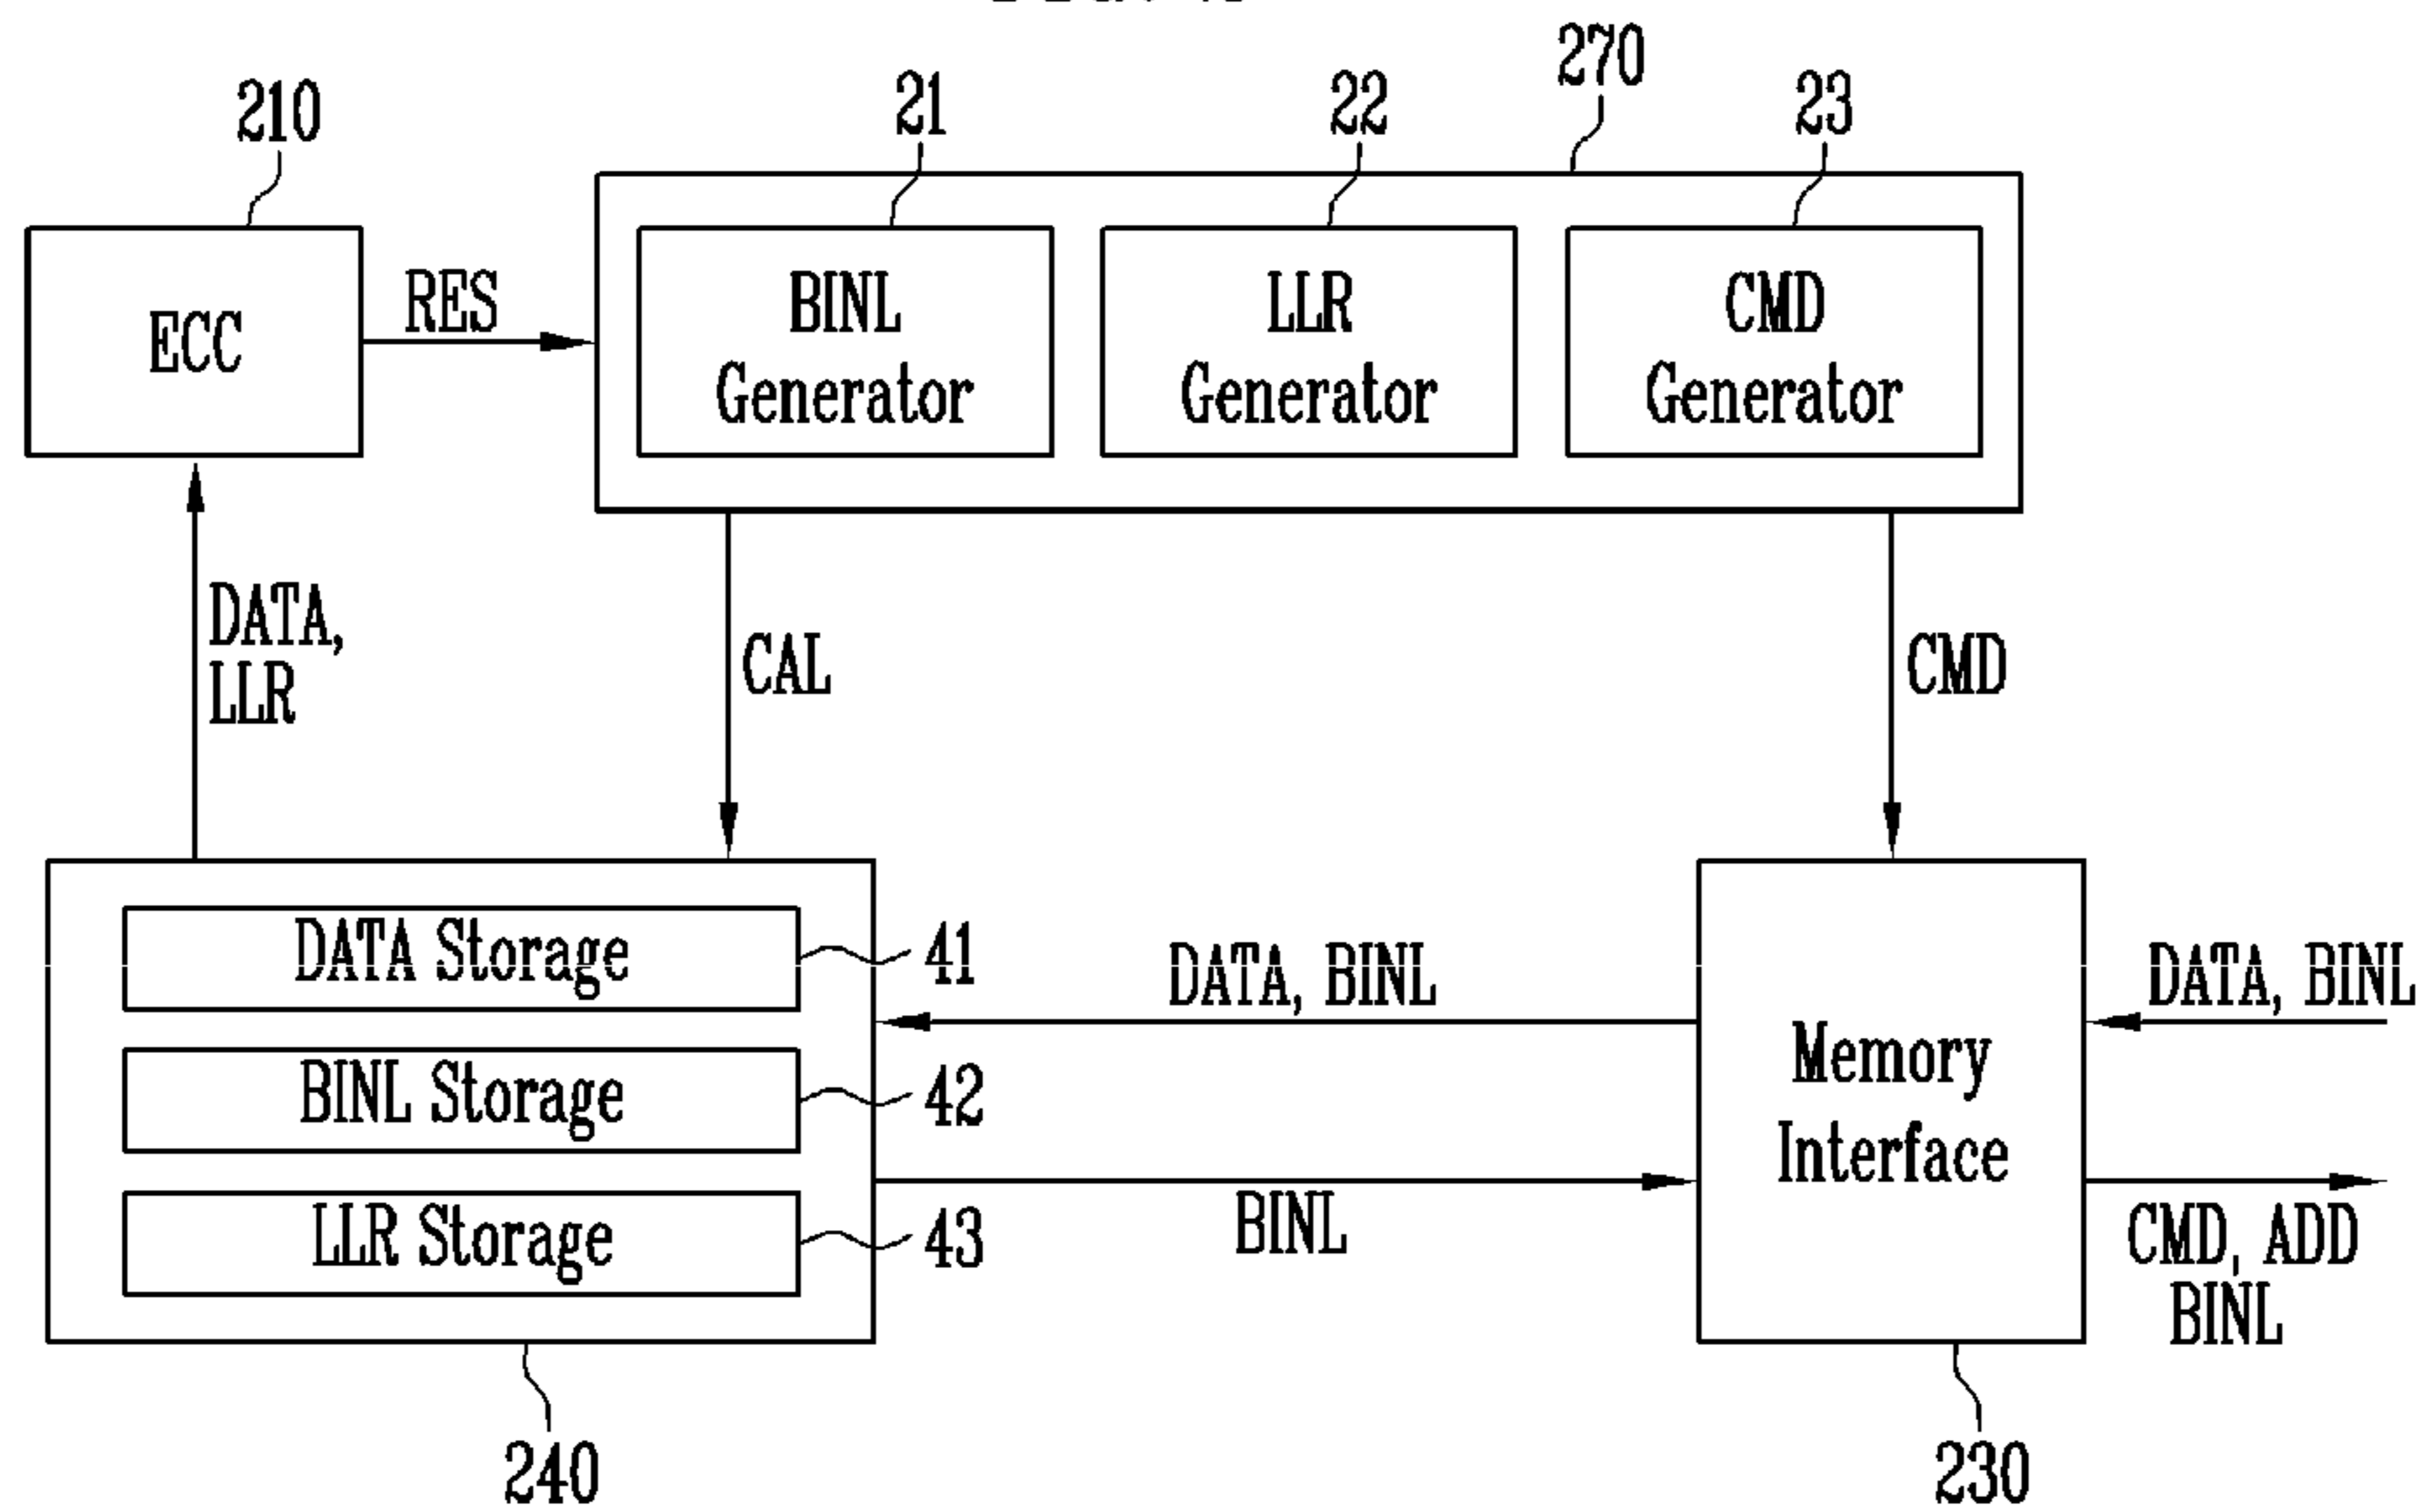 270
210
21
22
23
ECC
RES
BINL
Generator
LLR
Generator
CMD
Generator
DATA,
LLR
CAL
CMD
DATA Storage
41
BINL Storage
42
LLR Storage
43
DATA, BINL
BINL
Memory
Interface
DATA, BINL
CMD, ADD
BINL
240
230